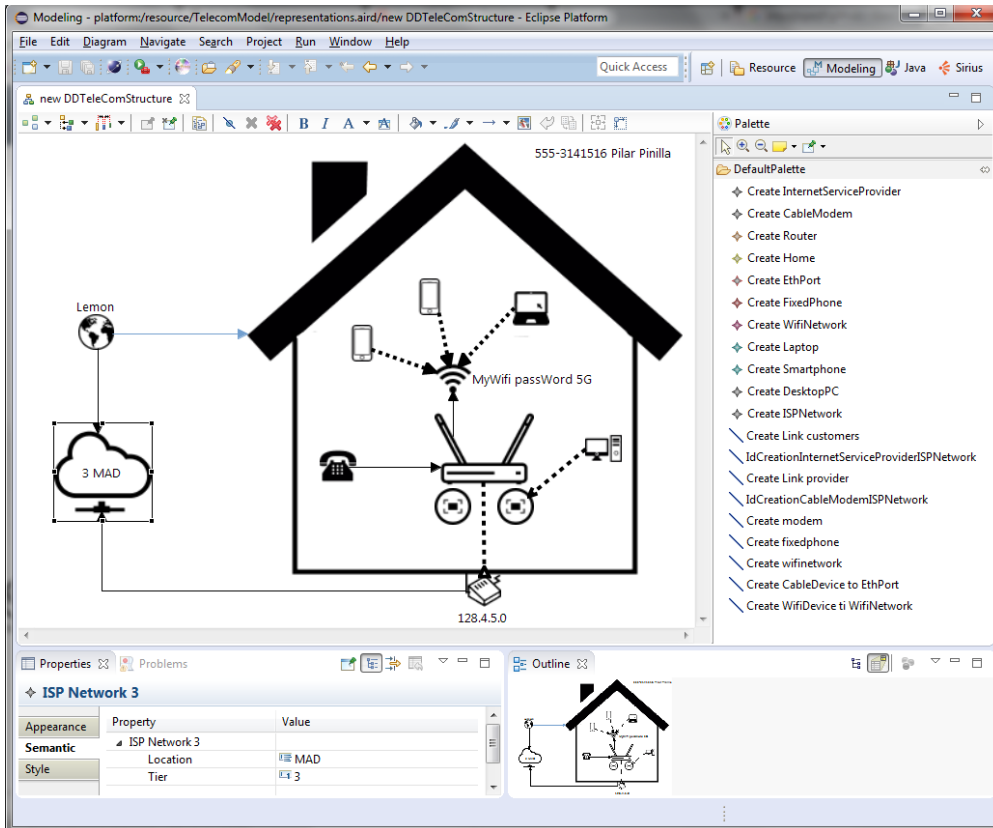 Modeling - platform:/resource/TelecomModel/representations.aird/new DDTeleComStructure - Eclipse Platform
File Edit Diagram Navigate Search Project Run Window Help
Quick Access Resource Modeling Java Sirius
new DDTeleComStructure
B I A
Palette
555-3141516 Pilar Pinilla
DefaultPalette
Create InternetServiceProvider
Create CableModem
Create Router
Create Home
Create EthPort
Create FixedPhone
Create WifiNetwork
Create Laptop
Create Smartphone
Create DesktopPC
Create ISPNetwork
Create Link customers
IdCreationInternetServiceProviderISPNetwork
Create Link provider
IdCreationCableModemISPNetwork
Create modem
Create fixedphone
Create wifinetwork
Create CableDevice to EthPort
Create WifiDevice ti WifiNetwork
Lemon
MyWifi passWord 5G
3 MAD
128.4.5.0
Properties Problems
ISP Network 3
Appearance
Semantic
Style
Property Value
ISP Network 3
Location MAD
Tier 3
Outline